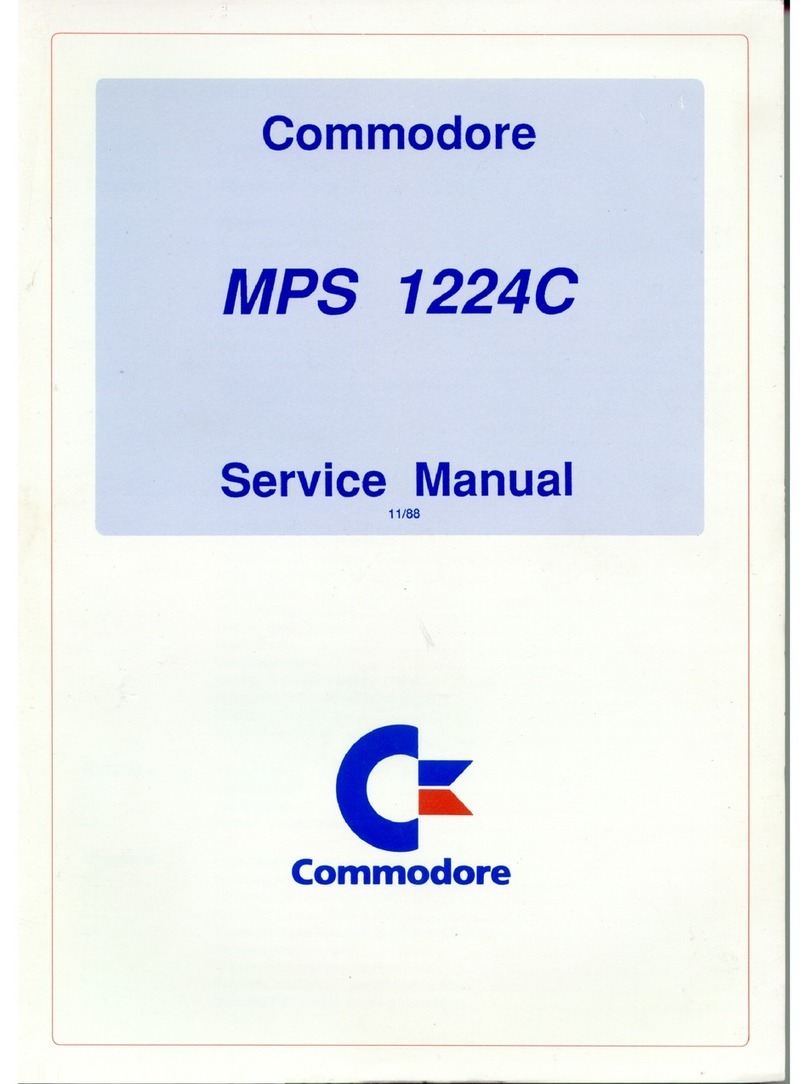 Commodore
MPS 1224C
Service Manual
11/88
Commodore